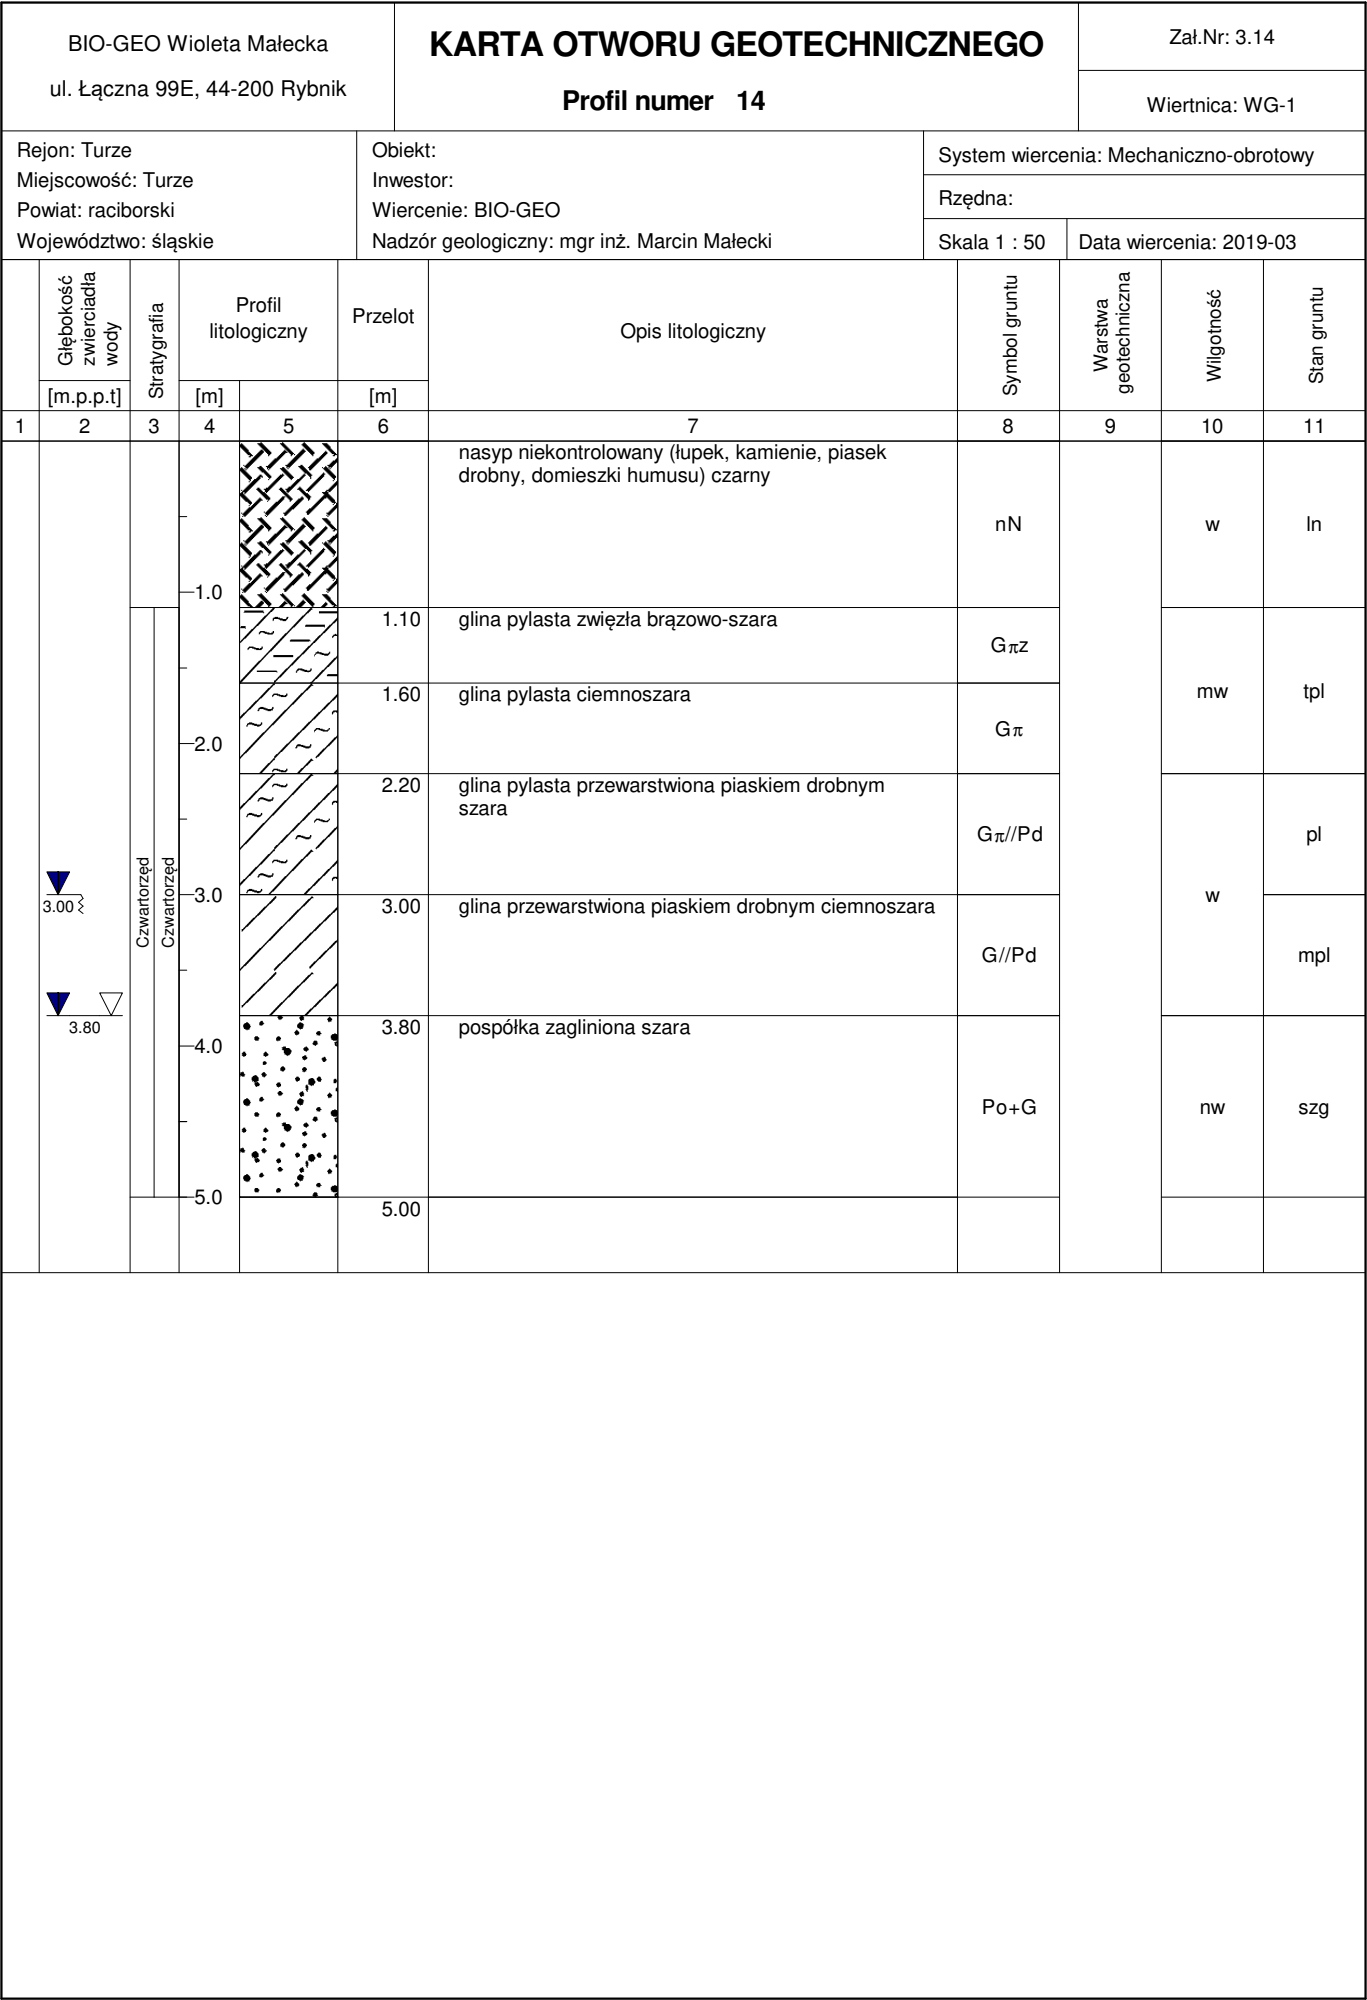 BIO-GEO Wioleta Małecka
ul. Łączna 99E, 44-200 Rybnik
KARTA OTWORU GEOTECHNICZNEGO
Profil numer 14
Zał.Nr: 3.14
Wiertnica: WG-1
Rejon: Turze
Miejscowość: Turze
Powiat: raciborski
Województwo: śląskie
Obiekt:
Inwestor:
Wiercenie: BIO-GEO
Nadzór geologiczny: mgr inż. Marcin Małecki
System wiercenia: Mechaniczno-obrotowy
Rzędna:
Skala 1 : 50
Data wiercenia: 2019-03
Głębokość
zwierciadła
wody
[m.p.p.t]
Stratygrafia
Profil
litologiczny
[m]
Przelot
[m]
Opis litologiczny
Symbol gruntu
Warstwa
geotechniczna
Wilgotność
Stan gruntu
1 2 3 4 5 6 7 8 9 10 11
nasyp niekontrolowany (łupek, kamienie, piasek
drobny, domieszki humusu) czarny
nN
w
ln
1.0
1.10
glina pylasta zwięzła brązowo-szara
Gπz
mw
tpl
1.60
glina pylasta ciemnoszara
Gπ
2.0
2.20
glina pylasta przewarstwiona piaskiem drobnym
szara
Gπ//Pd
w
pl
Czwartorzęd
Czwartorzęd
3.00
3.0
3.00
glina przewarstwiona piaskiem drobnym ciemnoszara
G//Pd
mpl
3.80
3.80
pospółka zagliniona szara
4.0
Po+G
nw
szg
5.0
5.00